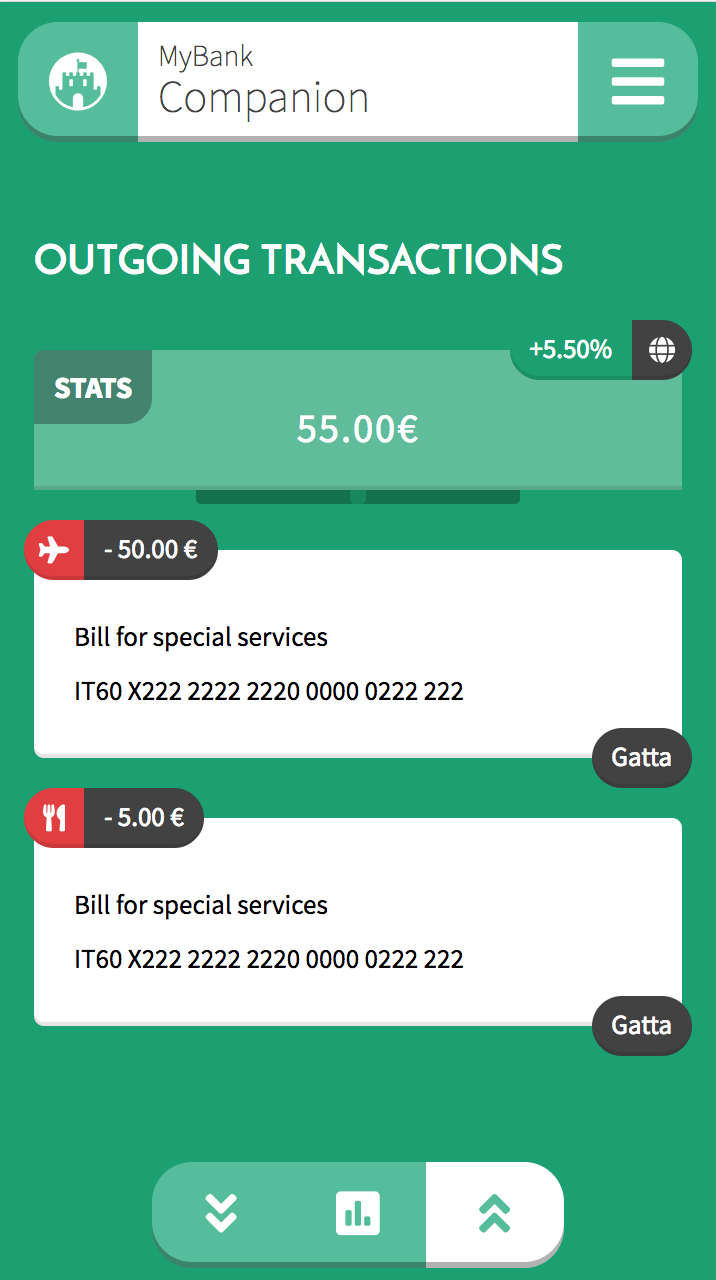 MyBank
Companion
OUTGOING TRANSACTIONS
+5.50%
STATS
55.00€
- 50.00 €
Bill for special services
IT60 X222 2222 2220 0000 0222 222
Gatta
- 5.00 €
Bill for special services
IT60 X222 2222 2220 0000 0222 222
Gatta